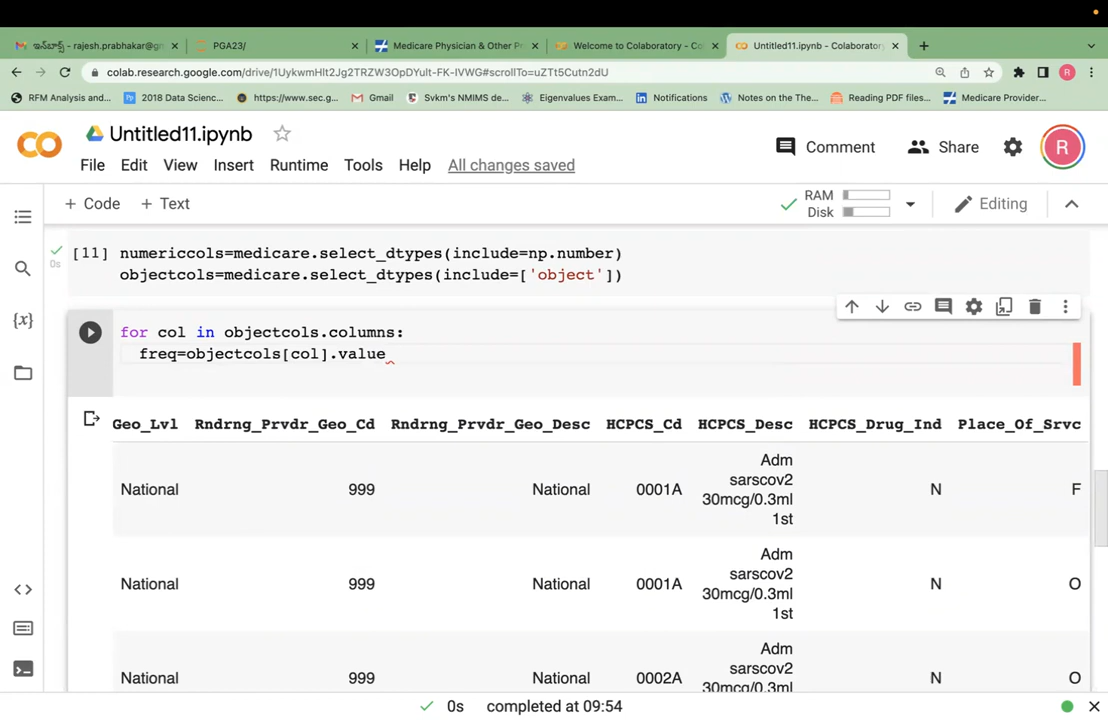 ఇన్‌బాక్స్ - rajesh.prabhakar@gn
PGA23/
Medicare Physician & Other Pr
Welcome to Colaboratory - Co
Untitled11.ipynb - Colaborator
colab.research.google.com/drive/1UykwmHlt2Jg2TRZW3OpDYult-FK-IVWG#scrollTo=uZTt5Cutn2dU
RFM Analysis and...
2018 Data Scienc...
https://www.sec.g...
Gmail
Svkm's NMIMS de...
Eigenvalues Exam...
Notifications
Notes on the The...
Reading PDF files...
Medicare Provider...
CO Untitled11.ipynb
Comment
Share
R
File Edit View Insert Runtime Tools Help All changes saved
+ Code + Text
RAM
Disk
Editing
[11] numericcols=medicare.select_dtypes(include=np.number)
0s objectcols=medicare.select_dtypes(include=['object'])
for col in objectcols.columns:
freq=objectcols[col].value
Geo_Lvl Rndrng_Prvdr_Geo_Cd Rndrng_Prvdr_Geo_Desc HCPCS_Cd HCPCS_Desc HCPCS_Drug_Ind Place_Of_Srvc
National 999 National 0001A Adm
sarscov2
30mcg/0.3ml
1st N F
National 999 National 0001A Adm
sarscov2
30mcg/0.3ml
1st N O
National 999 National 0002A Adm
sarscov2
30mcg/0.3ml N O
0s completed at 09:54